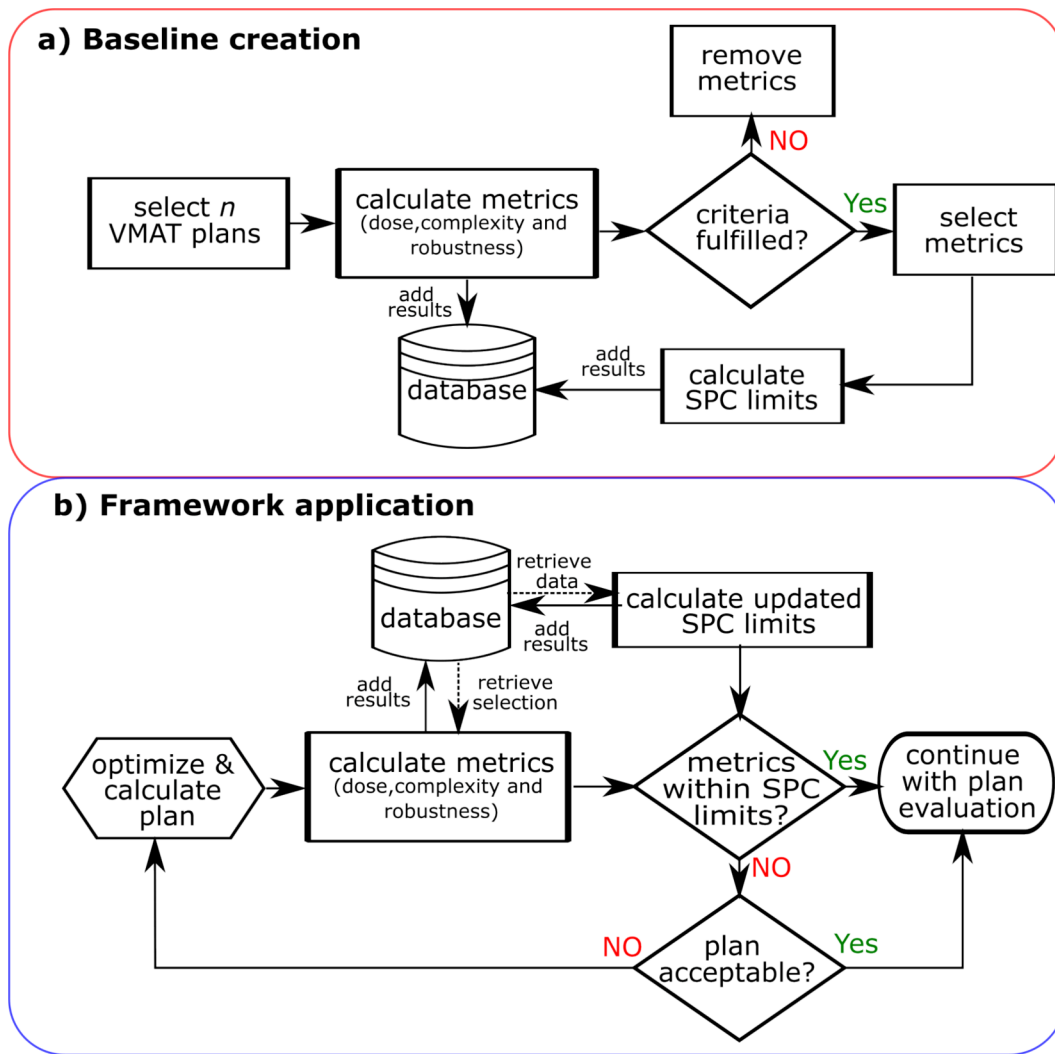 a) Baseline creation
remove
metrics
NO
select n
VMAT plans
calculate metrics
(dose,complexity and
robustness)
criteria
fulfilled?
Yes
select
metrics
add
results
database
add
results
calculate
SPC limits
b) Framework application
database
retrieve
data
add
results
calculate updated
SPC limits
add
results
retrieve
selection
optimize &
calculate
plan
calculate metrics
(dose,complexity and
robustness)
metrics
within SPC
limits?
Yes
continue
with plan
evaluation
NO
NO
plan
acceptable?
Yes